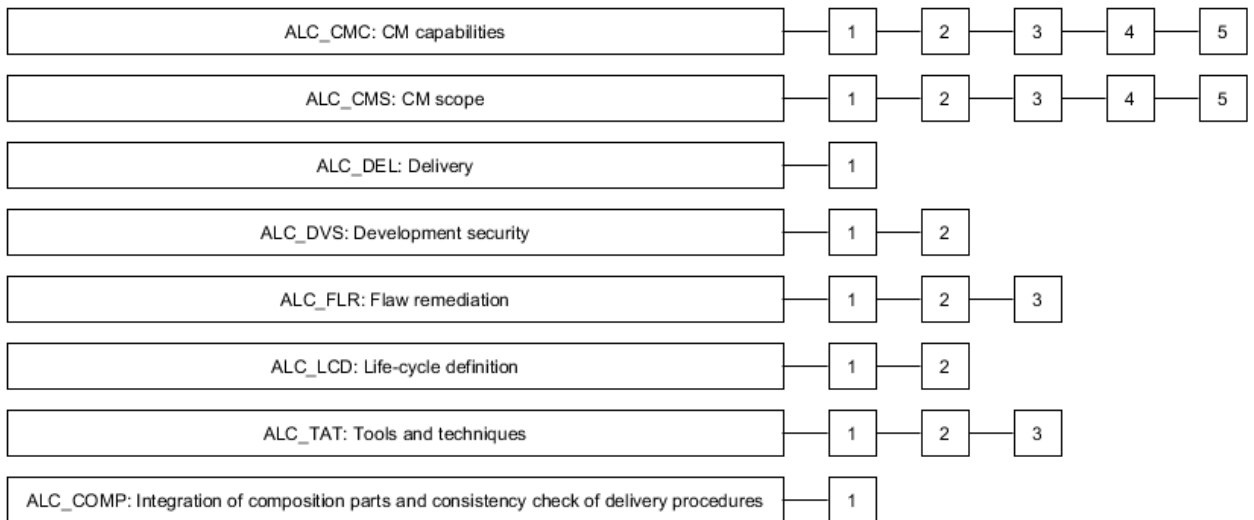 ALC_CMC: CM capabilities 1 2 3 4 5
ALC_CMS: CM scope 1 2 3 4 5
ALC_DEL: Delivery 1
ALC_DVS: Development security 1 2
ALC_FLR: Flaw remediation 1 2 3
ALC_LCD: Life-cycle definition 1 2
ALC_TAT: Tools and techniques 1 2 3
ALC_COMP: Integration of composition parts and consistency check of delivery procedures 1